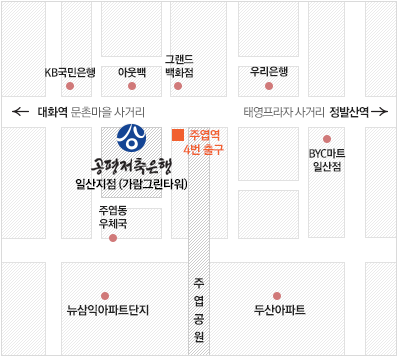 그랜드
KB국민은행 아웃백 백화점 우리은행
대화역 문촌마을 사거리 태영프라자 사거리 정발산역
주엽역
4번 출구
공평저축은행
일산지점 (가람그린타워)
BYC마트
일산점
주엽동
우체국
주
엽
공
원
뉴삼익아파트단지 두산아파트